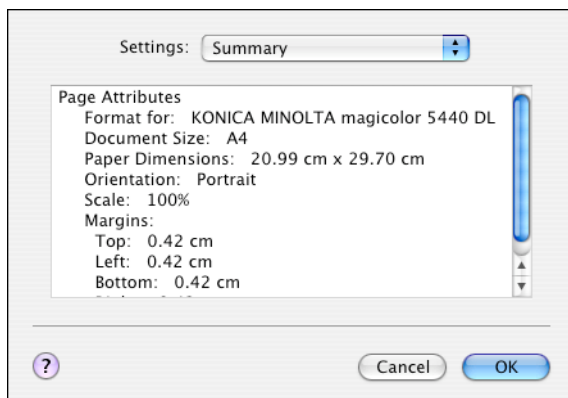 Settings: Summary
Page Attributes
Format for: KONICA MINOLTA magicolor 5440 DL
Document Size: A4
Paper Dimensions: 20.99 cm x 29.70 cm
Orientation: Portrait
Scale: 100%
Margins:
Top: 0.42 cm
Left: 0.42 cm
Bottom: 0.42 cm
?
Cancel OK